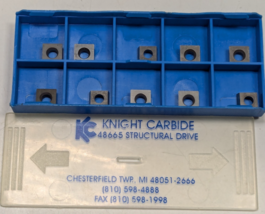 KC KNIGHT CARBIDE
48665 STRUCTURAL DRIVE
CHESTERFIELD TWP. MI 48051-2666
(810) 598-4888
FAX (810) 598-1998